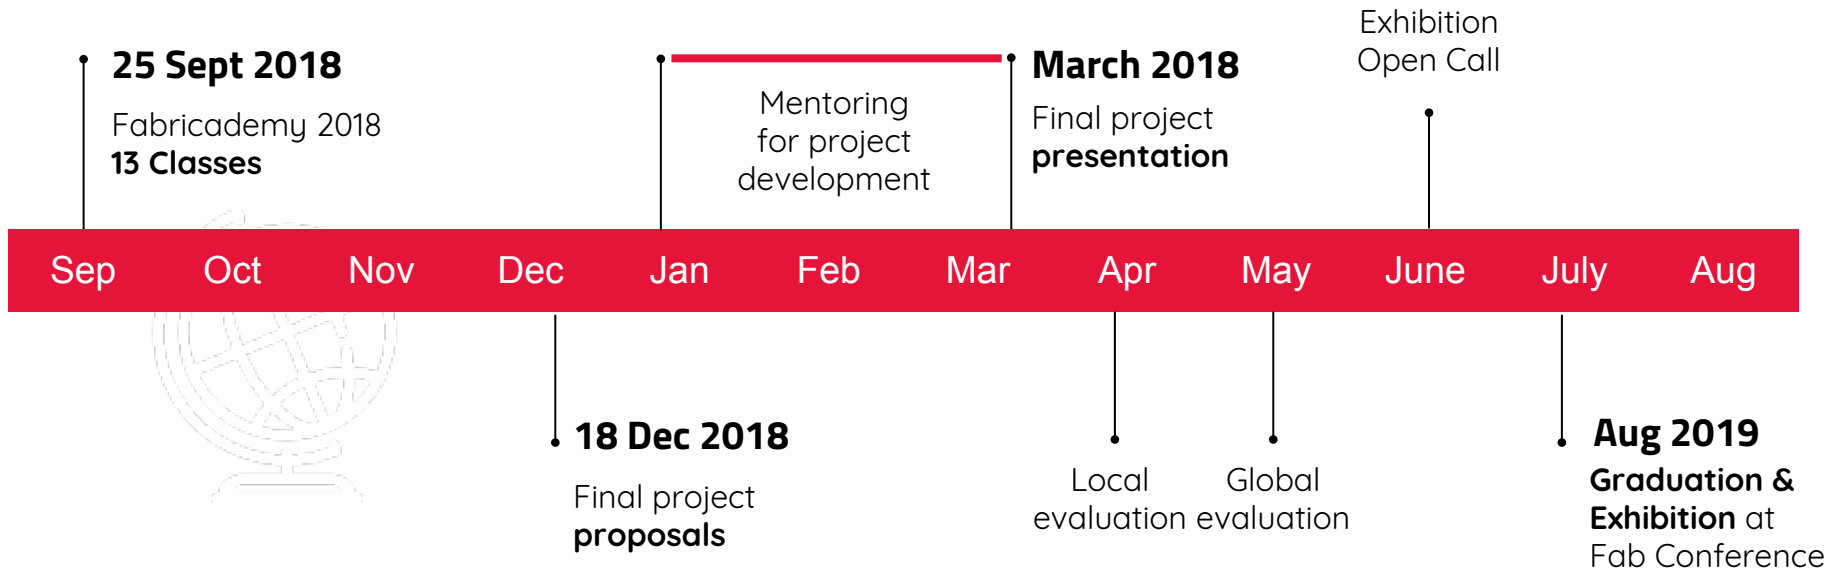 25 Sept 2018
Fabricademy 2018
13 Classes
Mentoring
for project
development
March 2018
Final project
presentation
Exhibition
Open Call
Sep Oct Nov Dec Jan Feb Mar Apr May June July Aug
18 Dec 2018
Final project
proposals
Local
evaluation
Global
evaluation
Aug 2019
Graduation &
Exhibition at
Fab Conference